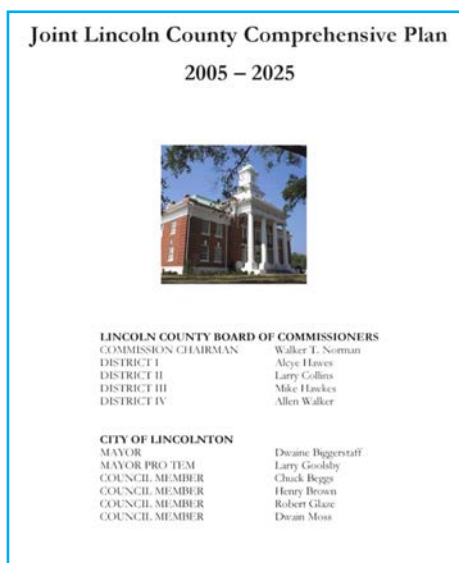 Joint Lincoln County Comprehensive Plan
2005 – 2025
LINCOLN COUNTY BOARD OF COMMISSIONERS
COMMISSION CHAIRMAN Walker T. Norman
DISTRICT I Alcye Hawes
DISTRICT II Larry Collins
DISTRICT III Mike Hawkes
DISTRICT IV Allen Walker
CITY OF LINCOLNTON
MAYOR Dwaine Biggerstaff
MAYOR PRO TEM Larry Goolsby
COUNCIL MEMBER Chuck Beggs
COUNCIL MEMBER Henry Brown
COUNCIL MEMBER Robert Glaze
COUNCIL MEMBER Dwain Moss